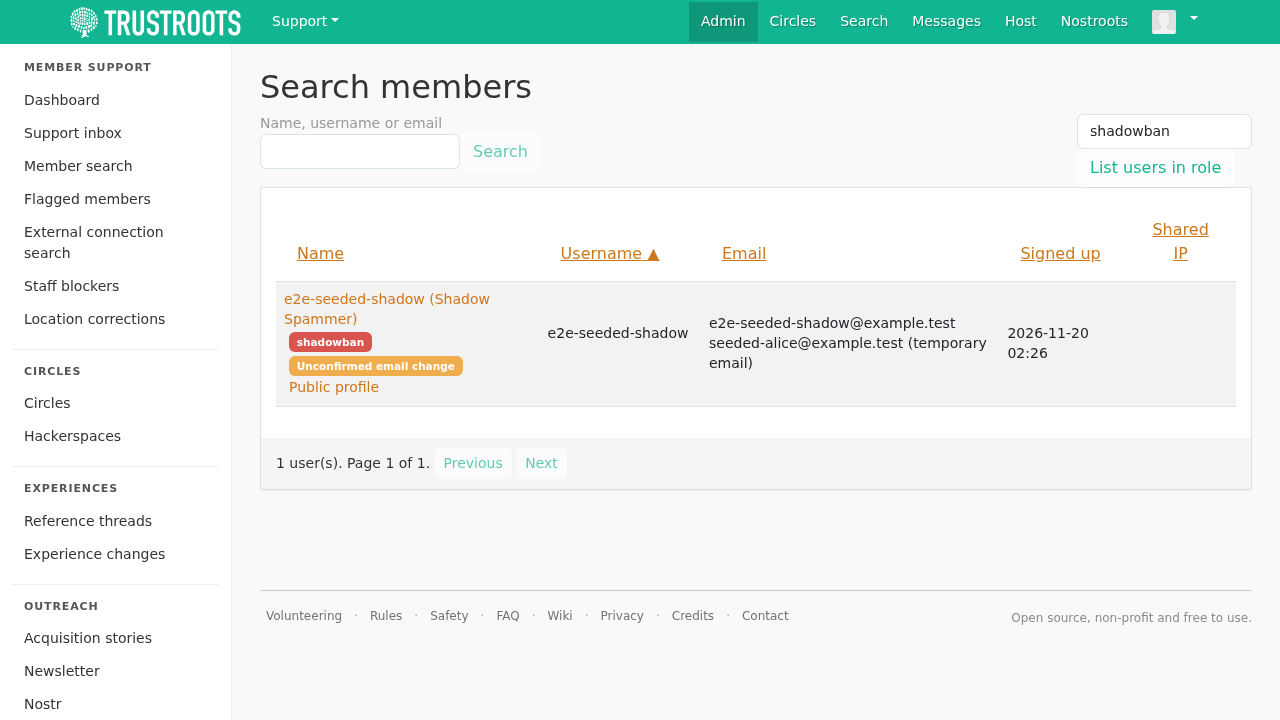 TRUSTROOTS
Support
Admin
Circles
Search
Messages
Host
Nostroots
MEMBER SUPPORT
Dashboard
Support inbox
Member search
Flagged members
External connection
search
Staff blockers
Location corrections
CIRCLES
Circles
Hackerspaces
EXPERIENCES
Reference threads
Experience changes
OUTREACH
Acquisition stories
Newsletter
Nostr
Search members
Name, username or email
Search
shadowban
List users in role
Name
Username ▲
Email
Signed up
Shared
IP
e2e-seeded-shadow (Shadow
Spammer)
shadowban
Unconfirmed email change
Public profile
e2e-seeded-shadow
e2e-seeded-shadow@example.test
seeded-alice@example.test (temporary
email)
2026-11-20
02:26
1 user(s). Page 1 of 1. Previous Next
Volunteering · Rules · Safety · FAQ · Wiki · Privacy · Credits · Contact
Open source, non-profit and free to use.